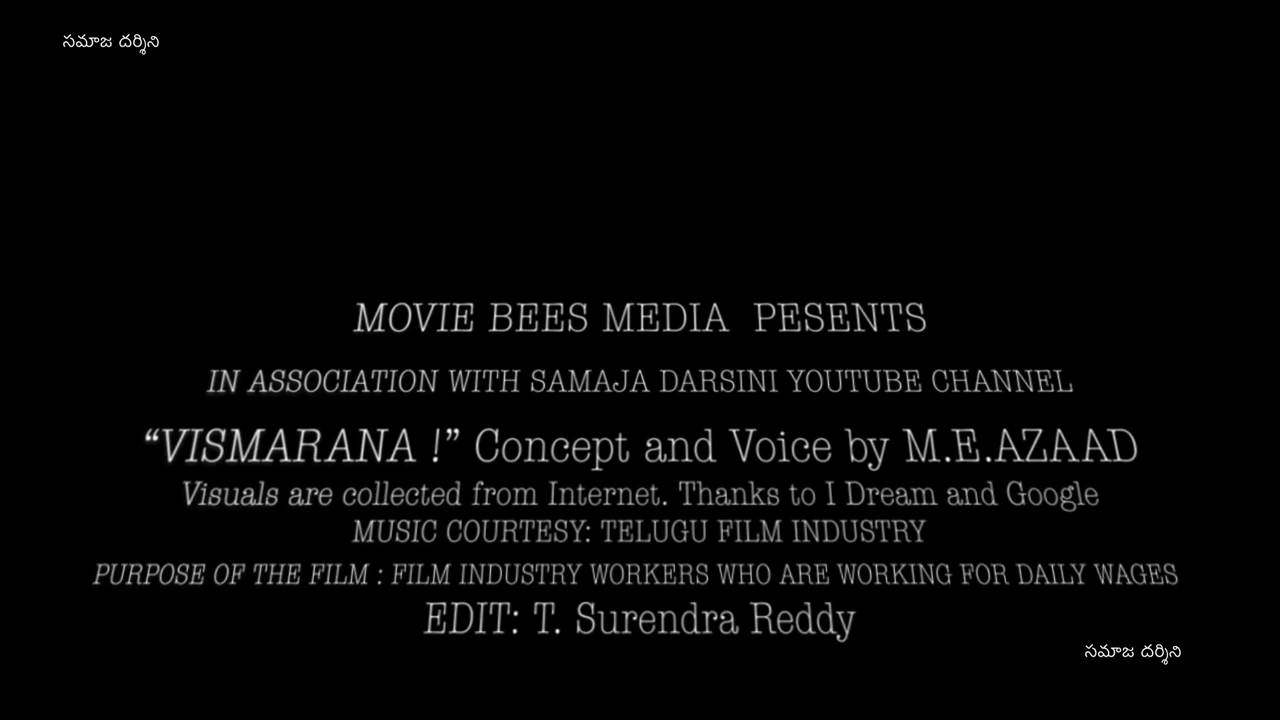 సమాజ దర్శిని
MOVIE BEES MEDIA PESENTS
IN ASSOCIATION WITH SAMAJA DARSINI YOUTUBE CHANNEL
“VISMARANA !” Concept and Voice by M.E.AZAAD
Visuals are collected from Internet. Thanks to I Dream and Google
MUSIC COURTESY: TELUGU FILM INDUSTRY
PURPOSE OF THE FILM : FILM INDUSTRY WORKERS WHO ARE WORKING FOR DAILY WAGES
EDIT: T. Surendra Reddy
సమాజ దర్శిని